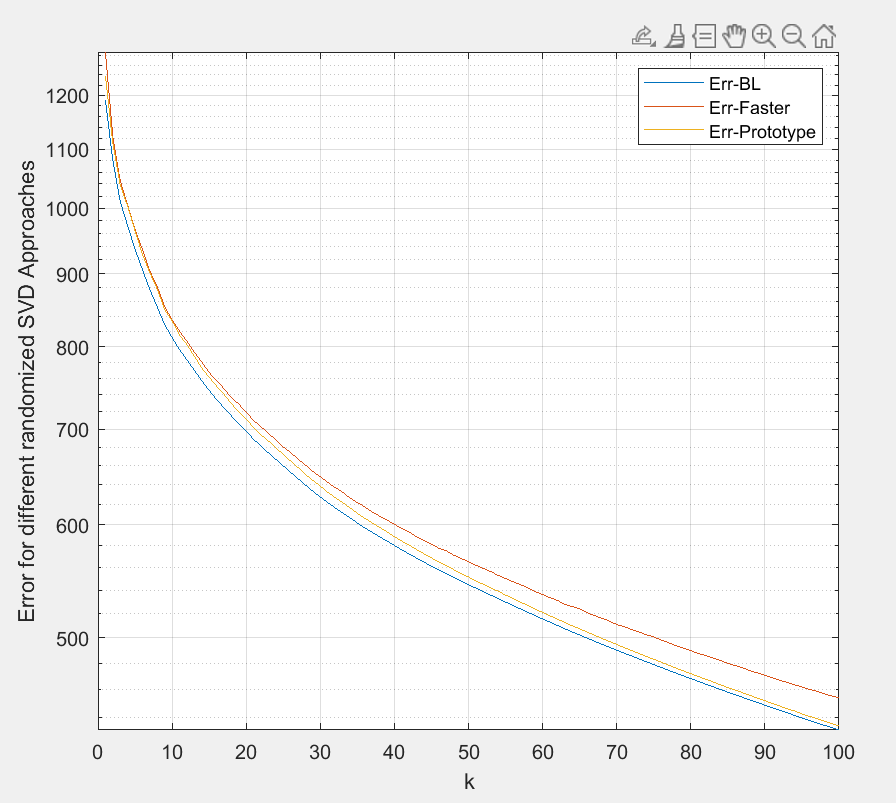 Err-BL
Err-Faster
Err-Prototype
1200
1100
1000
900
800
700
600
500
Error for different randomized SVD Approaches
0 10 20 30 40 50 60 70 80 90 100
k